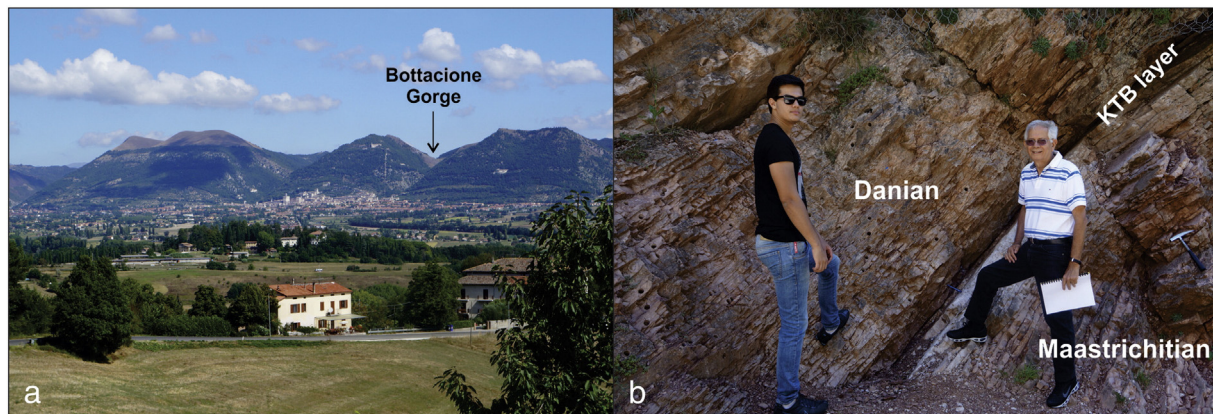 Bottacione
Gorge
a
KTB layer
Danian
Maastrichitian
b